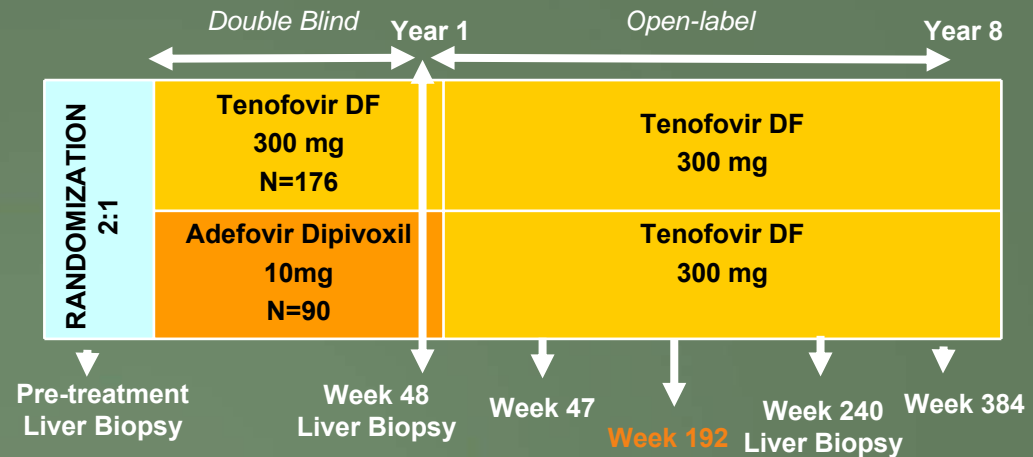 Double Blind
Year 1
Open-label
Year 8
RANDOMIZATION
2:1
Tenofovir DF
300 mg
N=176
Tenofovir DF
300 mg
Adefovir Dipivoxil
10mg
N=90
Tenofovir DF
300 mg
Pre-treatment
Liver Biopsy
Week 48
Liver Biopsy
Week 47
Week 192
Week 240
Liver Biopsy
Week 384